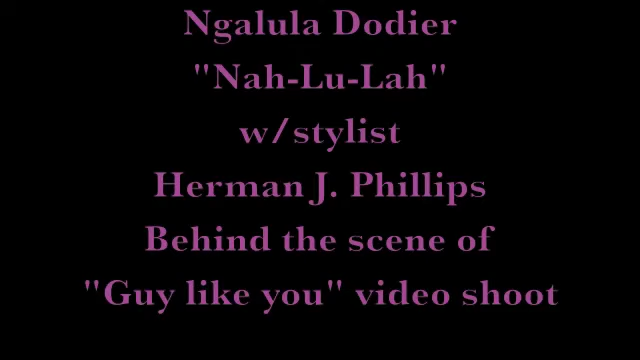 Ngalula Dodier
"Nah-Lu-Lah"
w/stylist
Herman J. Phillips
Behind the scene of
"Guy like you" video shoot